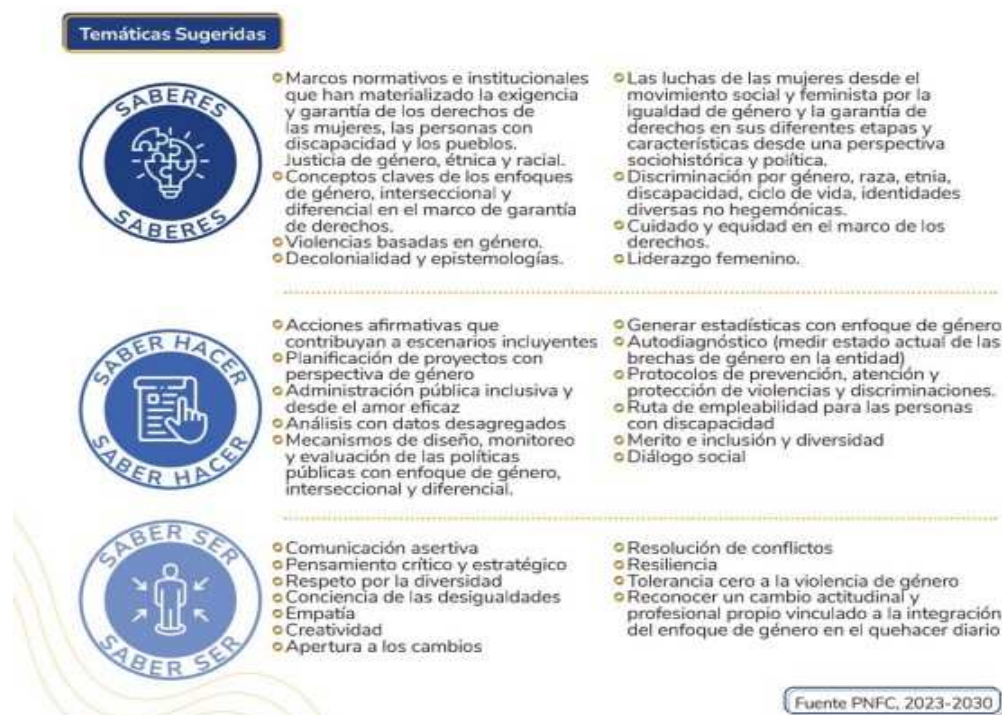 Temáticas Sugeridas
SABERES
SABERES
Marcos normativos e institucionales
que han materializado la exigencia
y garantía de los derechos de
las mujeres, las personas con
discapacidad y los pueblos.
Justicia de género, étnica y racial.
Conceptos claves de los enfoques
de género, interseccional y
diferencial en el marco de garantía
de derechos.
Violencias basadas en género.
Decolonialidad y epistemologías.
Las luchas de las mujeres desde el
movimiento social y feminista por la
igualdad de género y la garantía de
derechos en sus diferentes etapas y
características desde una perspectiva
sociohistórica y política.
Discriminación por género, raza, etnia,
discapacidad, ciclo de vida, identidades
diversas no hegemónicas.
Cuidado y equidad en el marco de los
derechos.
Liderazgo femenino.
SABER HACER
SABER HACER
Acciones afirmativas que
contribuyan a escenarios incluyentes
Planificación de proyectos con
perspectiva de género
Administración pública inclusiva y
desde el amor eficaz
Análisis con datos desagregados
Mecanismos de diseño, monitoreo
y evaluación de las políticas
públicas con enfoque de género,
interseccional y diferencial.
Generar estadísticas con enfoque de género
Autodiagnóstico (medir estado actual de las
brechas de género en la entidad)
Protocolos de prevención, atención y
protección de violencias y discriminaciones.
Ruta de empleabilidad para las personas
con discapacidad
Merito e inclusión y diversidad
Diálogo social
SABER SER
SABER SER
Comunicación asertiva
Pensamiento crítico y estratégico
Respeto por la diversidad
Conciencia de las desigualdades
Empatía
Creatividad
Apertura a los cambios
Resolución de conflictos
Resiliencia
Tolerancia cero a la violencia de género
Reconocer un cambio actitudinal y
profesional propio vinculado a la integración
del enfoque de género en el quehacer diario
Fuente PNFC, 2023-2030